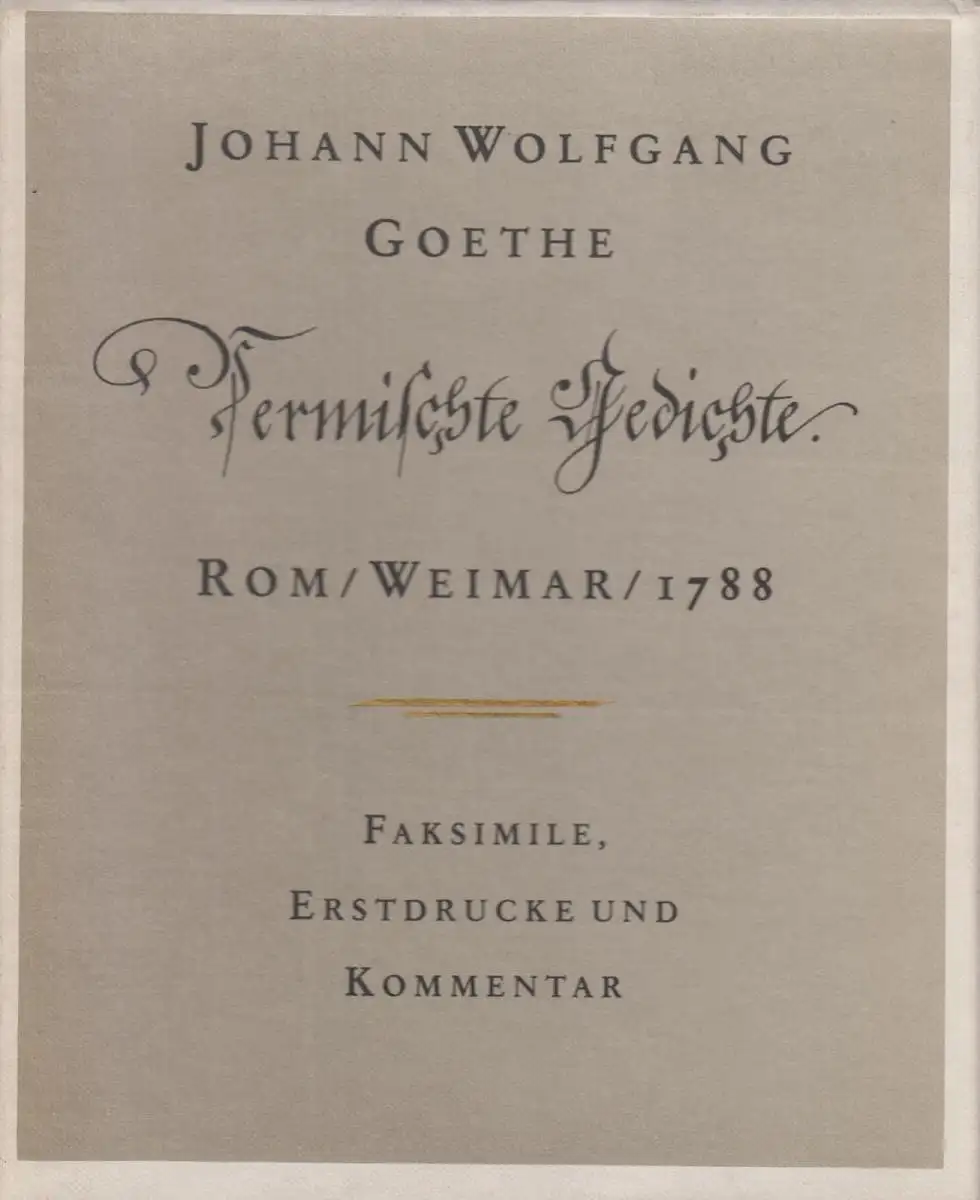 JOHANN WOLFGANG
GOETHE
Vermiſchte Gedichte.
ROM/WEIMAR/1788
FAKSIMILE,
ERSTDRUCKE UND
KOMMENTAR